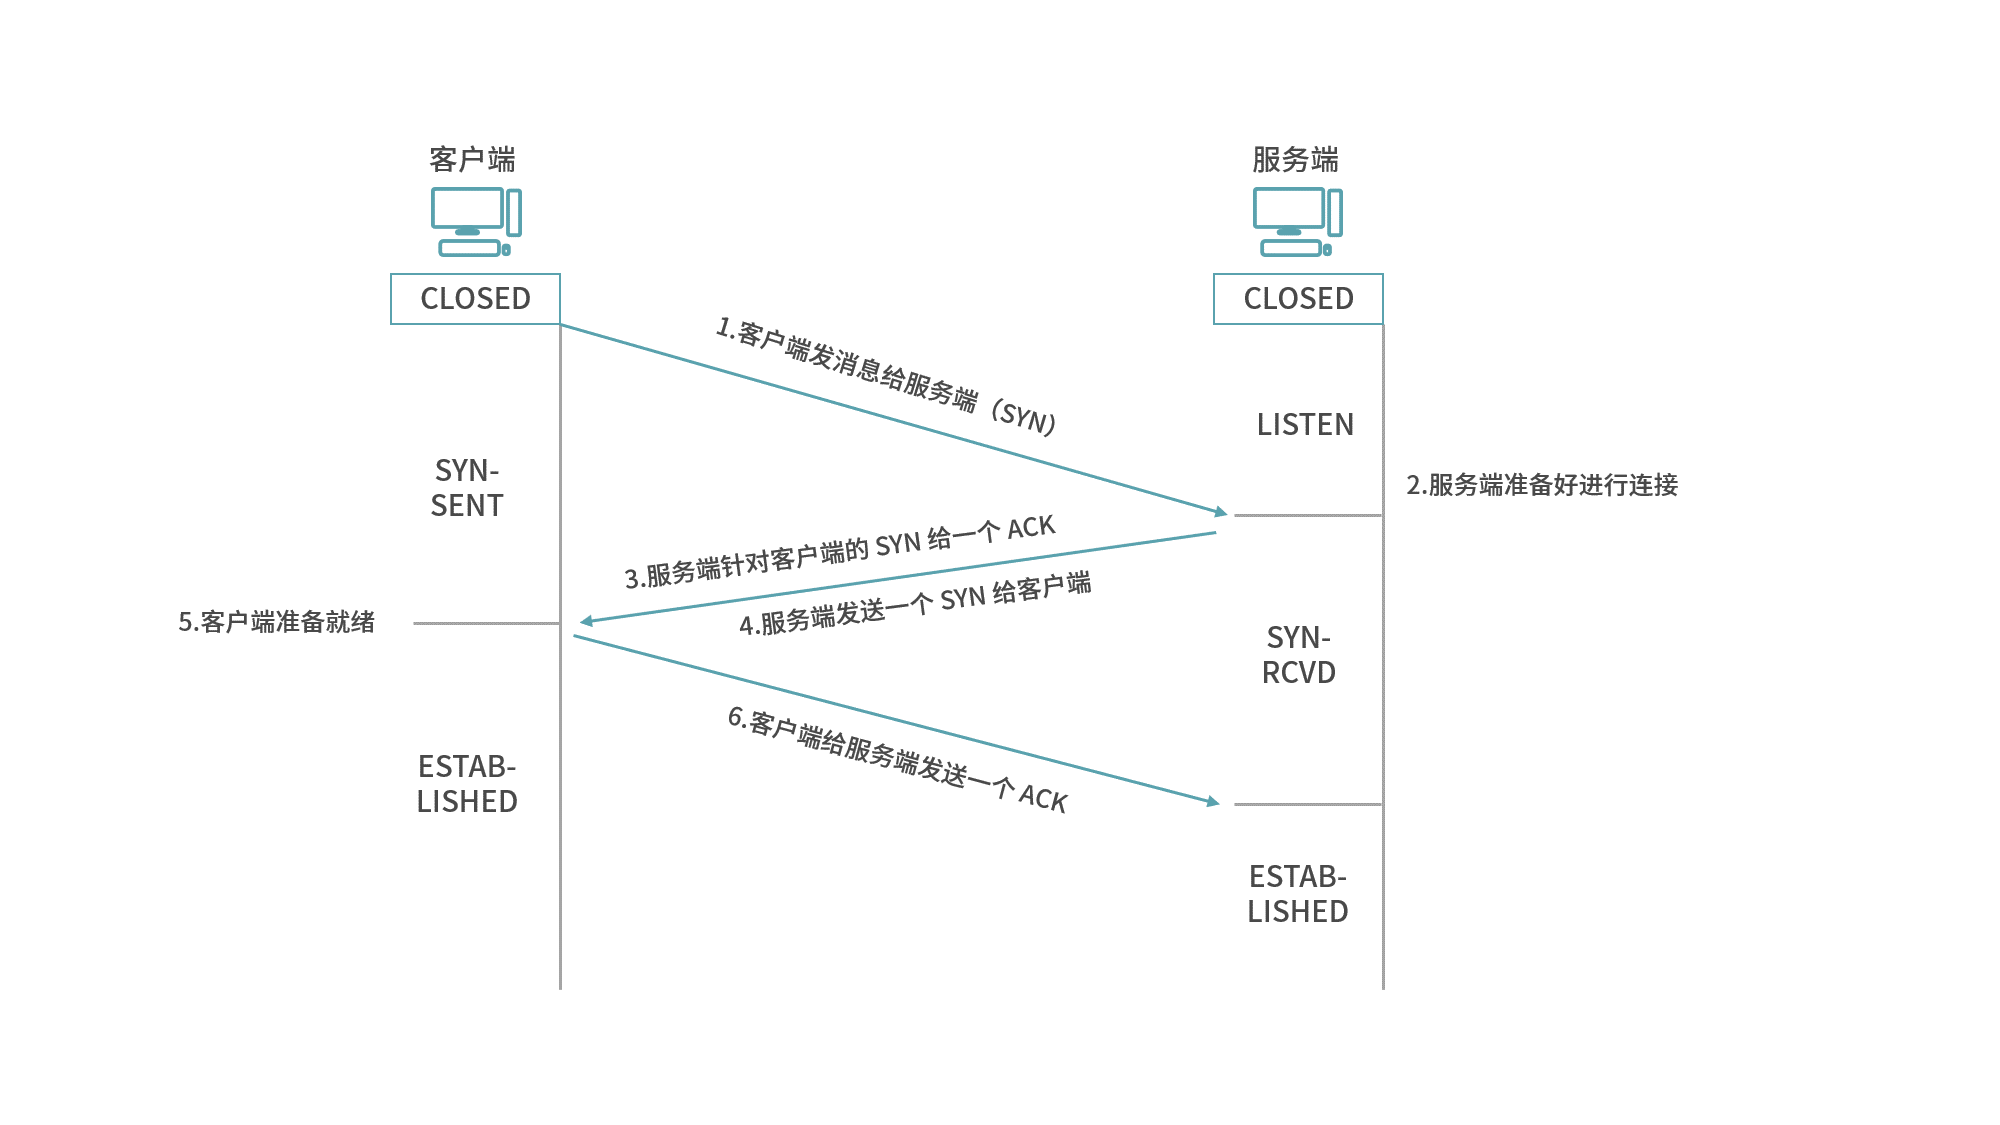 客户端
服务端
CLOSED
CLOSED
1.客户端发消息给服务端（SYN）
LISTEN
SYN-
SENT
2.服务端准备好进行连接
3.服务端针对客户端的 SYN 给一个 ACK
4.服务端发送一个 SYN 给客户端
5.客户端准备就绪
SYN-
RCVD
6.客户端给服务端发送一个 ACK
ESTAB-
LISHED
ESTAB-
LISHED